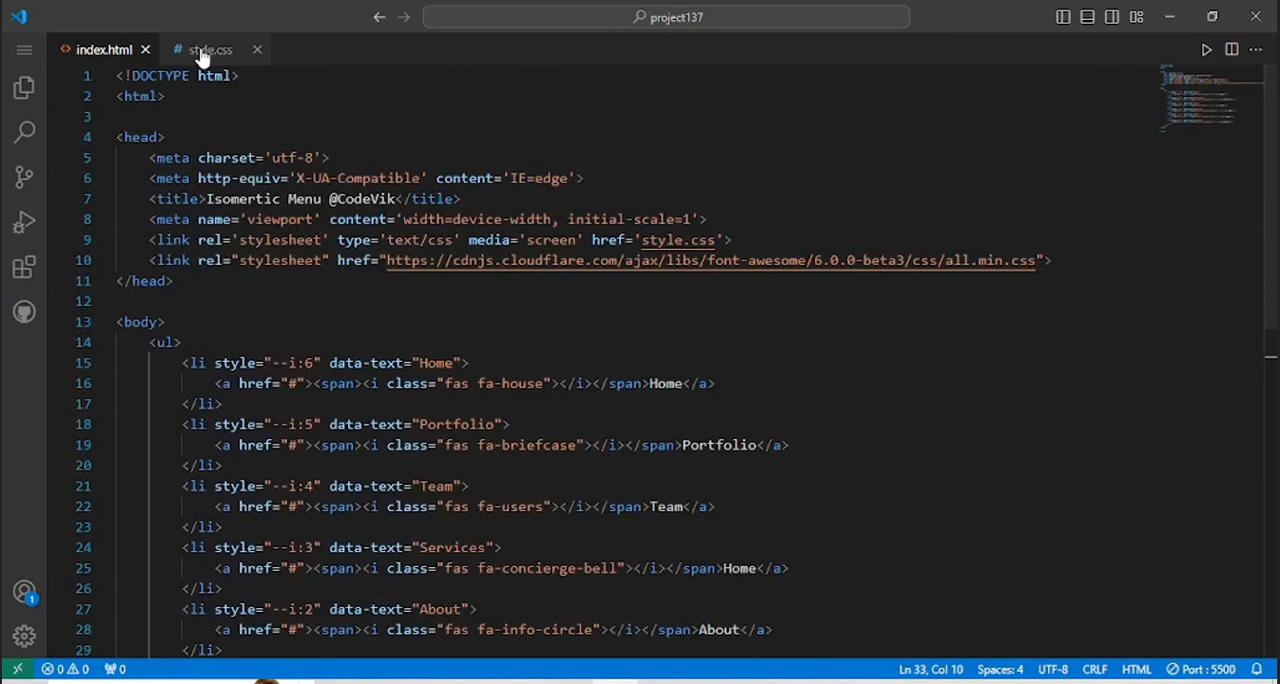 project137
index.html
style.css
1 <!DOCTYPE html>
2 <html>
3
4 <head>
5 <meta charset='utf-8'>
6 <meta http-equiv='X-UA-Compatible' content='IE=edge'>
7 <title>Isomertic Menu @CodeVik</title>
8 <meta name='viewport' content='width=device-width, initial-scale=1'>
9 <link rel='stylesheet' type='text/css' media='screen' href='style.css'>
10 <link rel="stylesheet" href="https://cdnjs.cloudflare.com/ajax/libs/font-awesome/6.0.0-beta3/css/all.min.css">
11 </head>
12
13 <body>
14 <ul>
15 <li style="--i:6" data-text="Home">
16 <a href="#"><span><i class="fas fa-house"></i></span>Home</a>
17 </li>
18 <li style="--i:5" data-text="Portfolio">
19 <a href="#"><span><i class="fas fa-briefcase"></i></span>Portfolio</a>
20 </li>
21 <li style="--i:4" data-text="Team">
22 <a href="#"><span><i class="fas fa-users"></i></span>Team</a>
23 </li>
24 <li style="--i:3" data-text="Services">
25 <a href="#"><span><i class="fas fa-concierge-bell"></i></span>Home</a>
26 </li>
27 <li style="--i:2" data-text="About">
28 <a href="#"><span><i class="fas fa-info-circle"></i></span>About</a>
29 </li>
1
0 0 0 Ln 33, Col 10 Spaces: 4 UTF-8 CRLF HTML Port : 5500